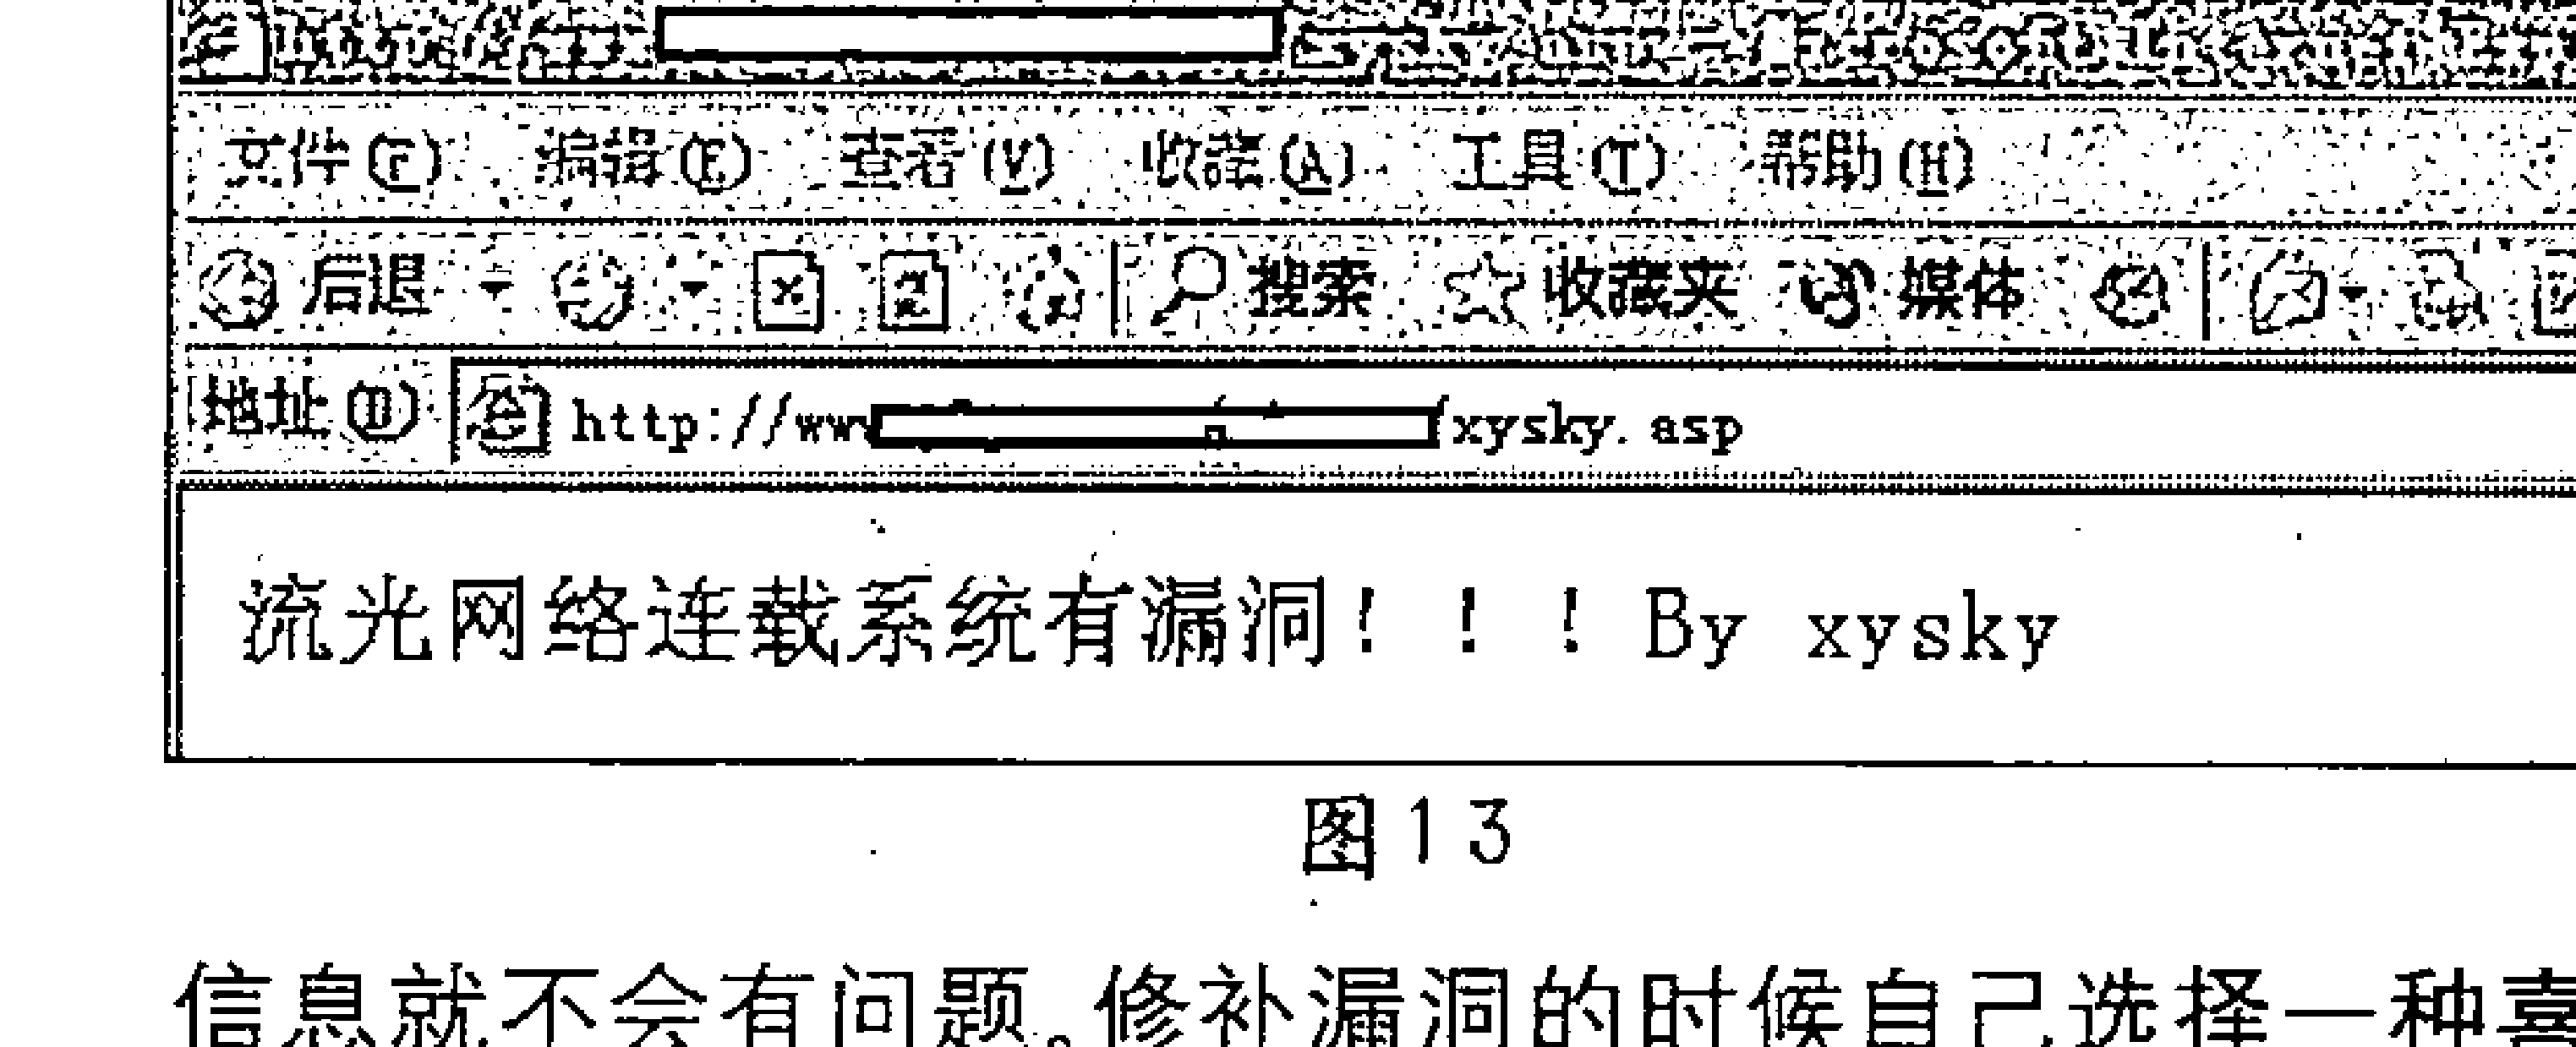 文件(F) 编辑(E) 查看(V) 收藏(A) 工具(T) 帮助(H)
后退 搜索 收藏夹 媒体
地址(D) http://www xysky.asp
流光网络连载系统有漏洞！！！By xysky
图13
信息就不会有问题。修补漏洞的时候自己选择一种喜